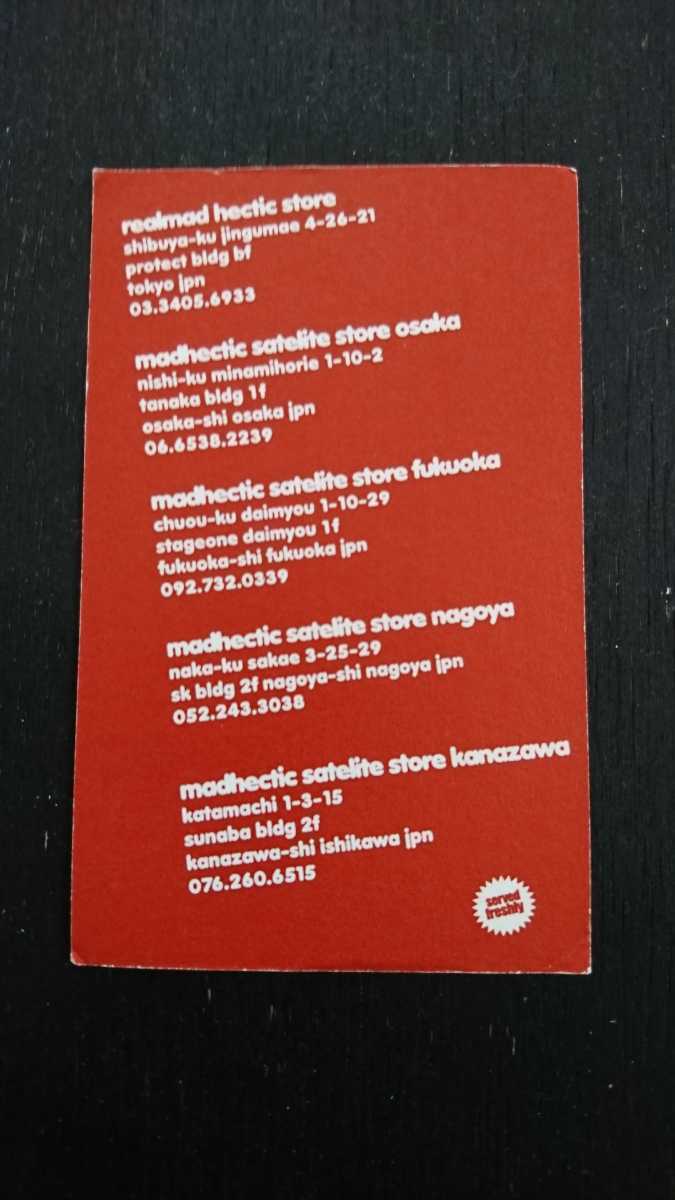 realmad hectic store
shibuya-ku jingumae 4-26-21
protect bldg bf
tokyo jpn
03.3405.6933
madhectic satelite store osaka
nishi-ku minamihorie 1-10-2
tanaka bldg 1f
osaka-shi osaka jpn
06.6538.2239
madhectic satelite store fukuoka
chuou-ku daimyou 1-10-29
stageone daimyou 1f
fukuoka-shi fukuoka jpn
092.732.0339
madhectic satelite store nagoya
naka-ku sakae 3-25-29
sk bldg 2f nagoya-shi nagoya jpn
052.243.3038
madhectic satelite store kanazawa
katamachi 1-3-15
sunaba bldg 2f
kanazawa-shi ishikawa jpn
076.260.6515
served
freshly